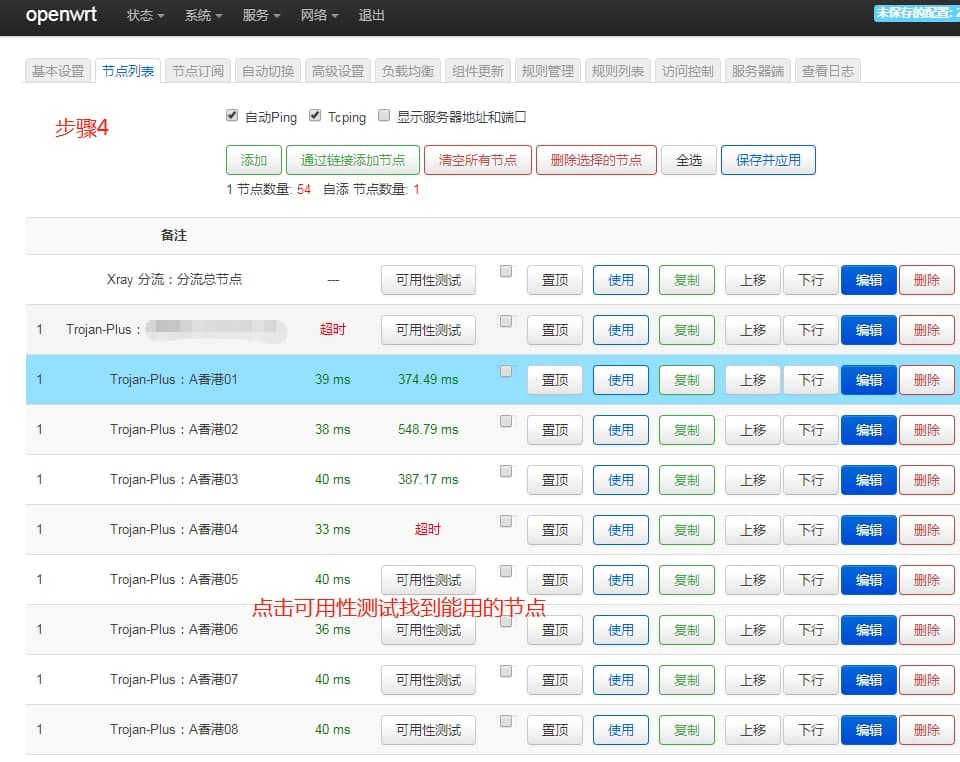 openwrt 状态 系统 服务 网络 退出 未保存的配置: 2
基本设置 节点列表 节点订阅 自动切换 高级设置 负载均衡 组件更新 规则管理 规则列表 访问控制 服务器端 查看日志
步骤4
自动Ping Tcping 显示服务器地址和端口
添加 通过链接添加节点 清空所有节点 删除选择的节点 全选 保存并应用
1 节点数量: 54 自添 节点数量: 1
备注
Xray 分流：分流总节点 --- 可用性测试 置顶 使用 复制 上移 下行 编辑 删除
1 Trojan-Plus： 超时 可用性测试 置顶 使用 复制 上移 下行 编辑 删除
1 Trojan-Plus：A香港01 39 ms 374.49 ms 置顶 使用 复制 上移 下行 编辑 删除
1 Trojan-Plus：A香港02 38 ms 548.79 ms 置顶 使用 复制 上移 下行 编辑 删除
1 Trojan-Plus：A香港03 40 ms 387.17 ms 置顶 使用 复制 上移 下行 编辑 删除
1 Trojan-Plus：A香港04 33 ms 超时 置顶 使用 复制 上移 下行 编辑 删除
1 Trojan-Plus：A香港05 40 ms 可用性测试 置顶 使用 复制 上移 下行 编辑 删除
点击可用性测试找到能用的节点
1 Trojan-Plus：A香港06 36 ms 可用性测试 置顶 使用 复制 上移 下行 编辑 删除
1 Trojan-Plus：A香港07 40 ms 可用性测试 置顶 使用 复制 上移 下行 编辑 删除
1 Trojan-Plus：A香港08 40 ms 可用性测试 置顶 使用 复制 上移 下行 编辑 删除